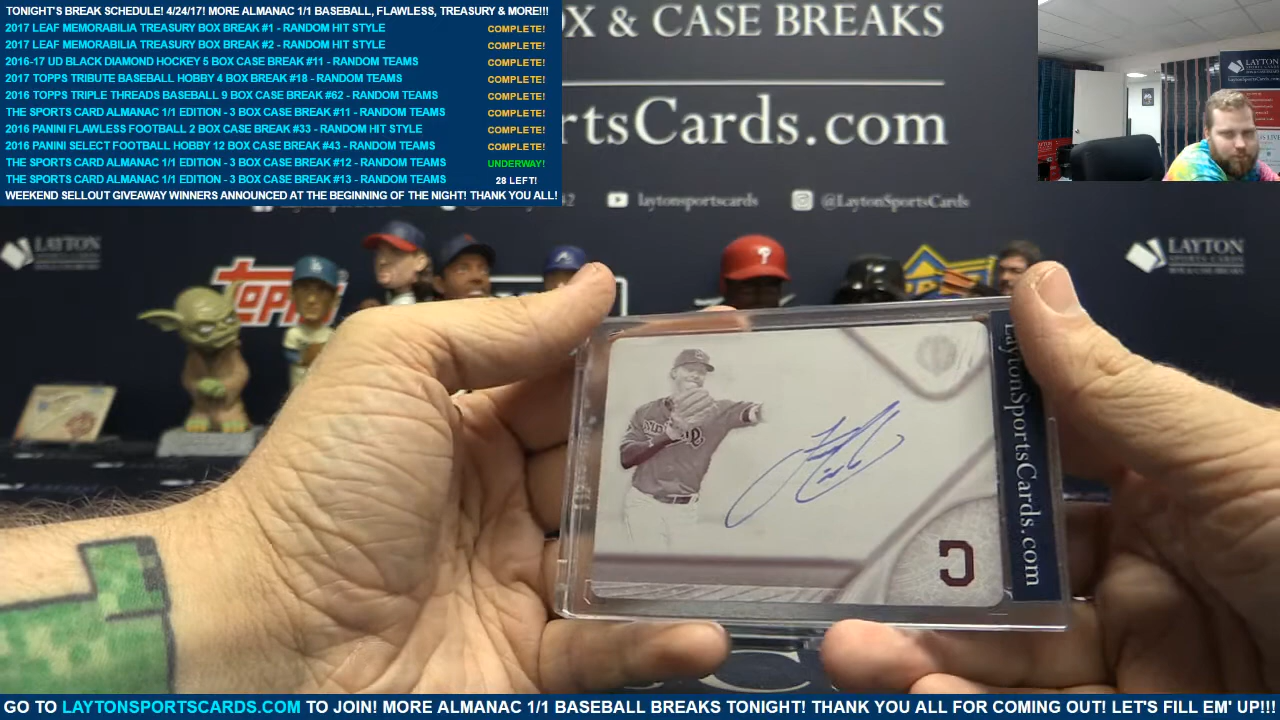 TONIGHT'S BREAK SCHEDULE! 4/24/17! MORE ALMANAC 1/1 BASEBALL, FLAWLESS, TREASURY & MORE!!!
2017 LEAF MEMORABILIA TREASURY BOX BREAK #1 - RANDOM HIT STYLE COMPLETE!
2017 LEAF MEMORABILIA TREASURY BOX BREAK #2 - RANDOM HIT STYLE COMPLETE!
2016-17 UD BLACK DIAMOND HOCKEY 5 BOX CASE BREAK #11 - RANDOM TEAMS COMPLETE!
2017 TOPPS TRIBUTE BASEBALL HOBBY 4 BOX BREAK #18 - RANDOM TEAMS COMPLETE!
2016 TOPPS TRIPLE THREADS BASEBALL 9 BOX CASE BREAK #62 - RANDOM TEAMS COMPLETE!
THE SPORTS CARD ALMANAC 1/1 EDITION - 3 BOX CASE BREAK #11 - RANDOM TEAMS COMPLETE!
2016 PANINI FLAWLESS FOOTBALL 2 BOX CASE BREAK #33 - RANDOM HIT STYLE COMPLETE!
2016 PANINI SELECT FOOTBALL HOBBY 12 BOX CASE BREAK #43 - RANDOM TEAMS COMPLETE!
THE SPORTS CARD ALMANAC 1/1 EDITION - 3 BOX CASE BREAK #12 - RANDOM TEAMS UNDERWAY!
THE SPORTS CARD ALMANAC 1/1 EDITION - 3 BOX CASE BREAK #13 - RANDOM TEAMS 28 LEFT!
WEEKEND SELLOUT GIVEAWAY WINNERS ANNOUNCED AT THE BEGINNING OF THE NIGHT! THANK YOU ALL!
OX & CASE BREAKS
rtsCards.com
laytonsportscards @LaytonSportsCards
LAYTON
LAYTON
LAYTON
TOPPS
P
LaytonSportsCards.com
C
GO TO LAYTONSPORTSCARDS.COM TO JOIN! MORE ALMANAC 1/1 BASEBALL BREAKS TONIGHT! THANK YOU ALL FOR COMING OUT! LET'S FILL EM' UP!!!